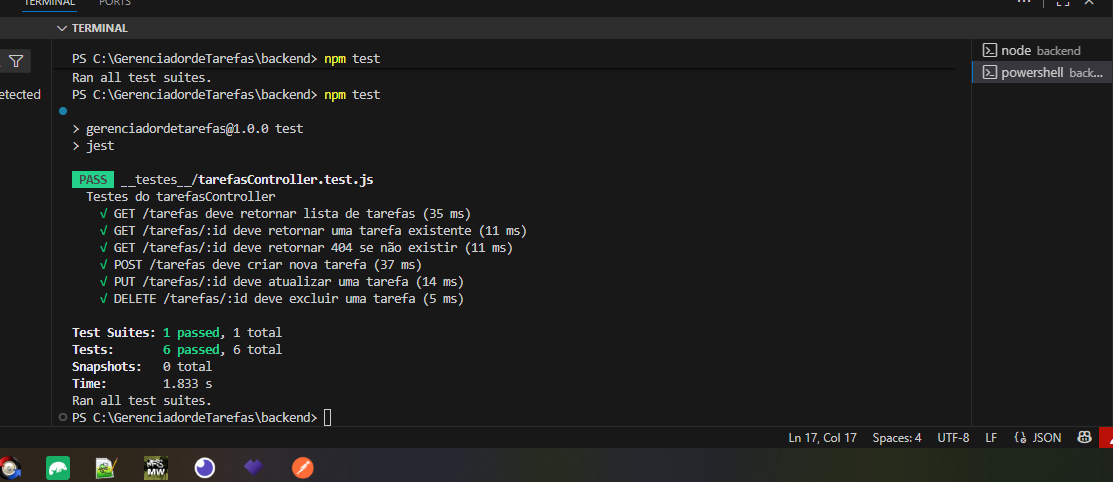 TERMINAL PORTS
TERMINAL
PS C:\GerenciadordeTarefas\backend> npm test
Ran all test suites.
PS C:\GerenciadordeTarefas\backend> npm test
> gerenciadordetarefas@1.0.0 test
> jest
PASS __testes__/tarefasController.test.js
Testes do tarefasController
√ GET /tarefas deve retornar lista de tarefas (35 ms)
√ GET /tarefas/:id deve retornar uma tarefa existente (11 ms)
√ GET /tarefas/:id deve retornar 404 se não existir (11 ms)
√ POST /tarefas deve criar nova tarefa (37 ms)
√ PUT /tarefas/:id deve atualizar uma tarefa (14 ms)
√ DELETE /tarefas/:id deve excluir uma tarefa (5 ms)
Test Suites: 1 passed, 1 total
Tests: 6 passed, 6 total
Snapshots: 0 total
Time: 1.833 s
Ran all test suites.
PS C:\GerenciadordeTarefas\backend>
etected
node backend
powershell back...
Ln 17, Col 17 Spaces: 4 UTF-8 LF {} JSON
NFS
MW